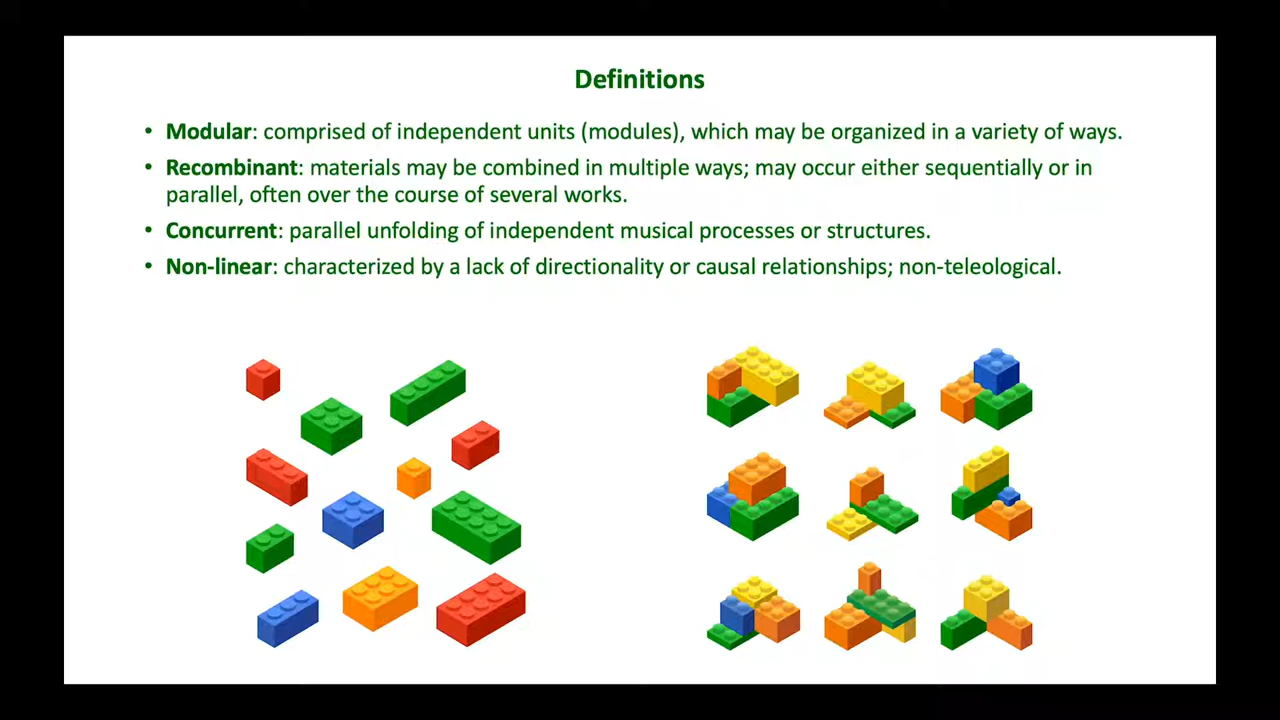 Definitions
• Modular: comprised of independent units (modules), which may be organized in a variety of ways.
• Recombinant: materials may be combined in multiple ways; may occur either sequentially or in
parallel, often over the course of several works.
• Concurrent: parallel unfolding of independent musical processes or structures.
• Non-linear: characterized by a lack of directionality or causal relationships; non-teleological.